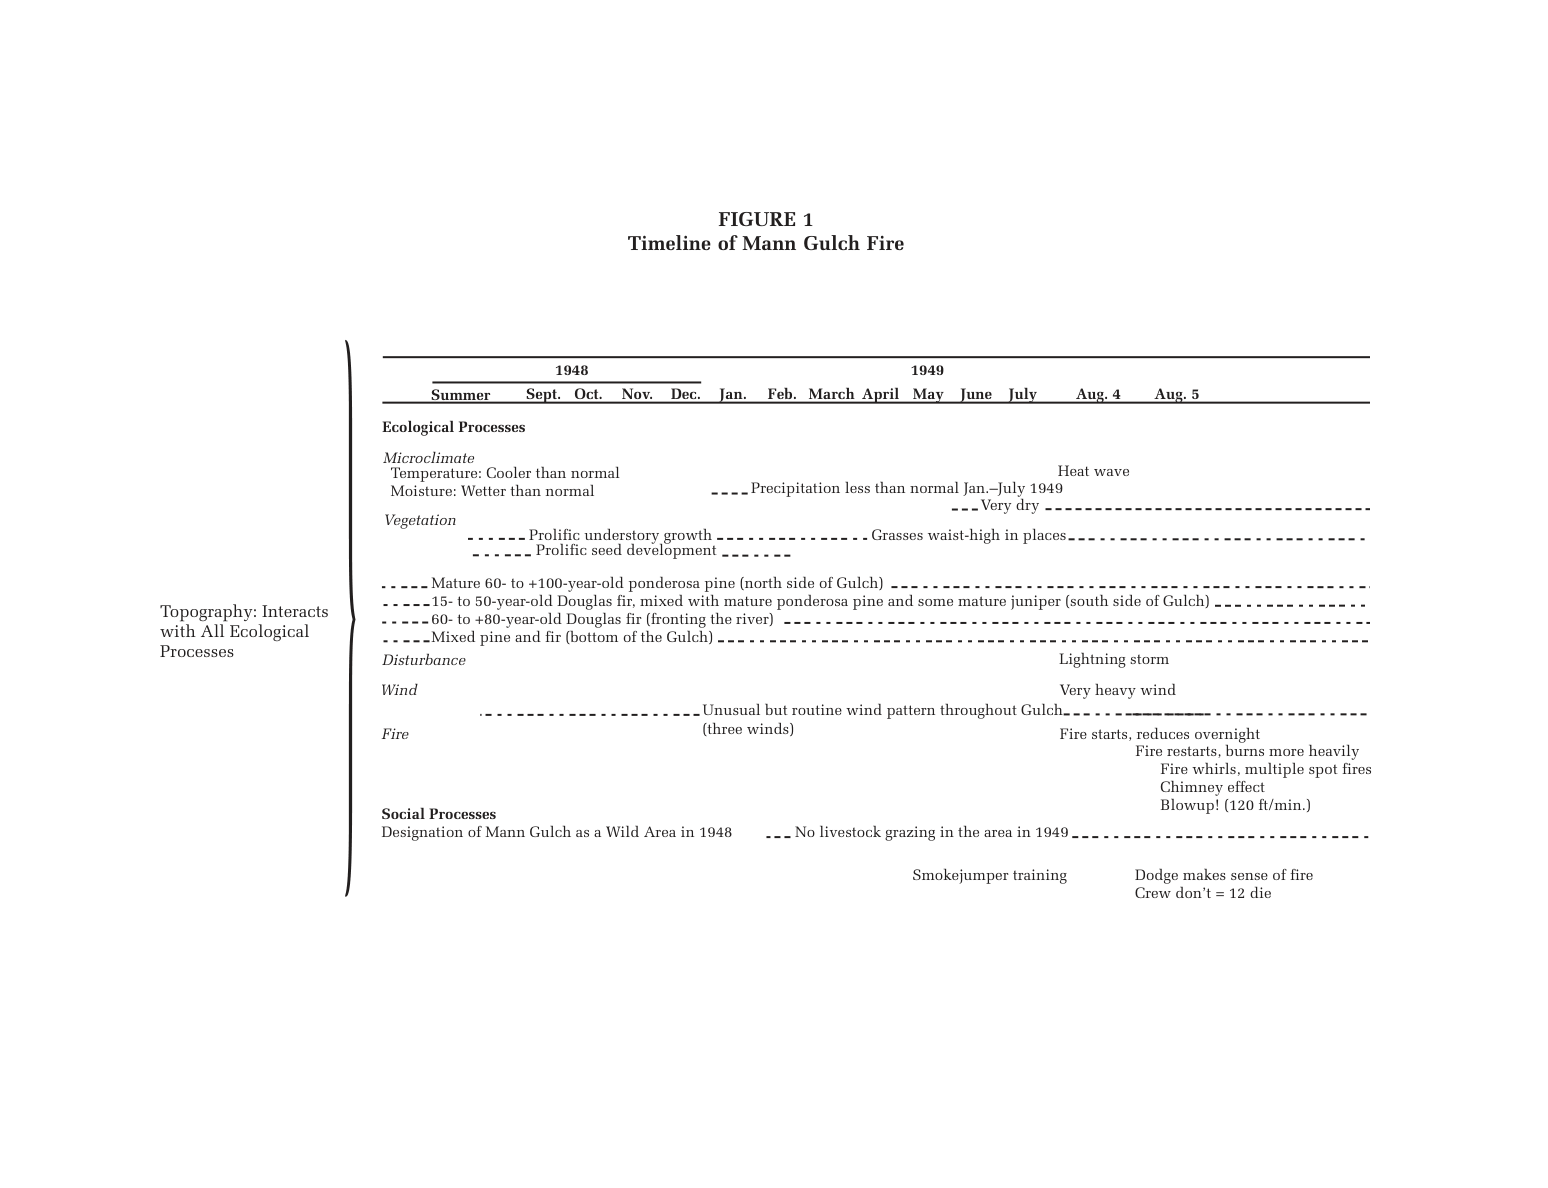 FIGURE 1
Timeline of Mann Gulch Fire
1948 1949
Summer Sept. Oct. Nov. Dec. Jan. Feb. March April May June July Aug. 4 Aug. 5
Ecological Processes
Microclimate
Temperature: Cooler than normal Heat wave
Moisture: Wetter than normal Precipitation less than normal Jan.–July 1949
Very dry
Vegetation
Prolific understory growth Grasses waist-high in places
Prolific seed development
Mature 60- to +100-year-old ponderosa pine (north side of Gulch)
15- to 50-year-old Douglas fir, mixed with mature ponderosa pine and some mature juniper (south side of Gulch)
60- to +80-year-old Douglas fir (fronting the river)
Mixed pine and fir (bottom of the Gulch)
Topography: Interacts
with All Ecological
Processes
Disturbance Lightning storm
Wind Very heavy wind
Unusual but routine wind pattern throughout Gulch
(three winds)
Fire Fire starts, reduces overnight
Fire restarts, burns more heavily
Fire whirls, multiple spot fires
Chimney effect
Blowup! (120 ft/min.)
Social Processes
Designation of Mann Gulch as a Wild Area in 1948 No livestock grazing in the area in 1949
Smokejumper training Dodge makes sense of fire
Crew don't = 12 die